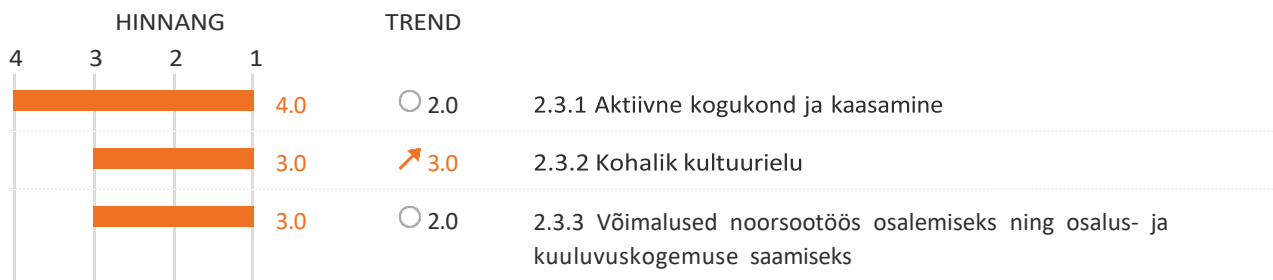 HINNANG TREND
4 3 2 1
4.0 2.0 2.3.1 Aktiivne kogukond ja kaasamine
3.0 3.0 2.3.2 Kohalik kultuurielu
3.0 2.0 2.3.3 Võimalused noorsootöös osalemiseks ning osalus- ja
kuuluvuskogemuse saamiseks